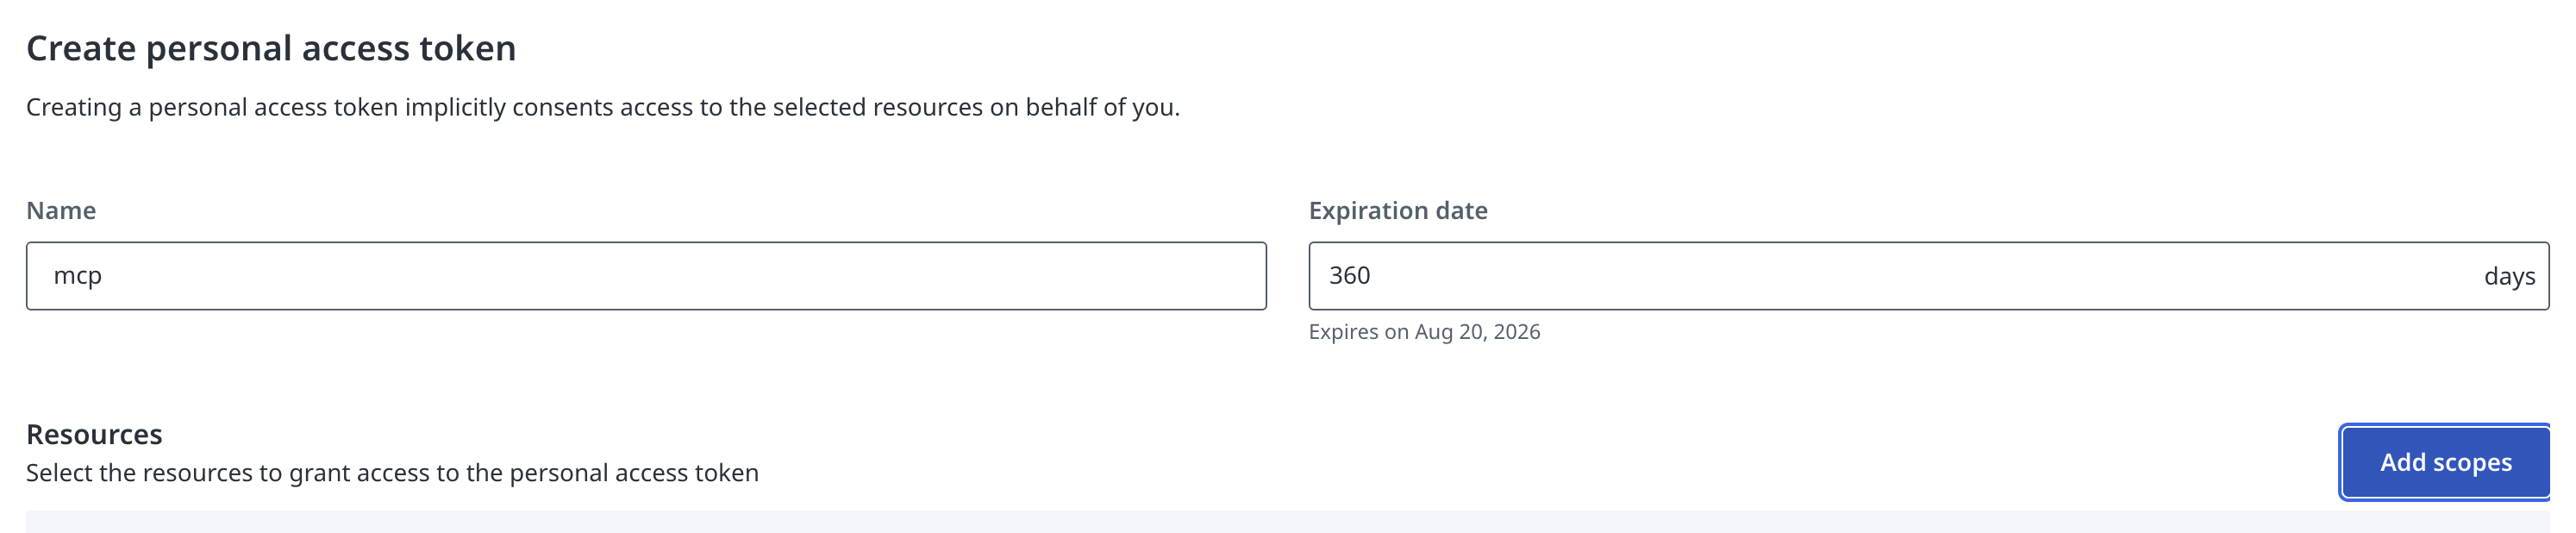 Create personal access token
Creating a personal access token implicitly consents access to the selected resources on behalf of you.
Name
Expiration date
mcp
360
days
Expires on Aug 20, 2026
Resources
Select the resources to grant access to the personal access token
Add scopes